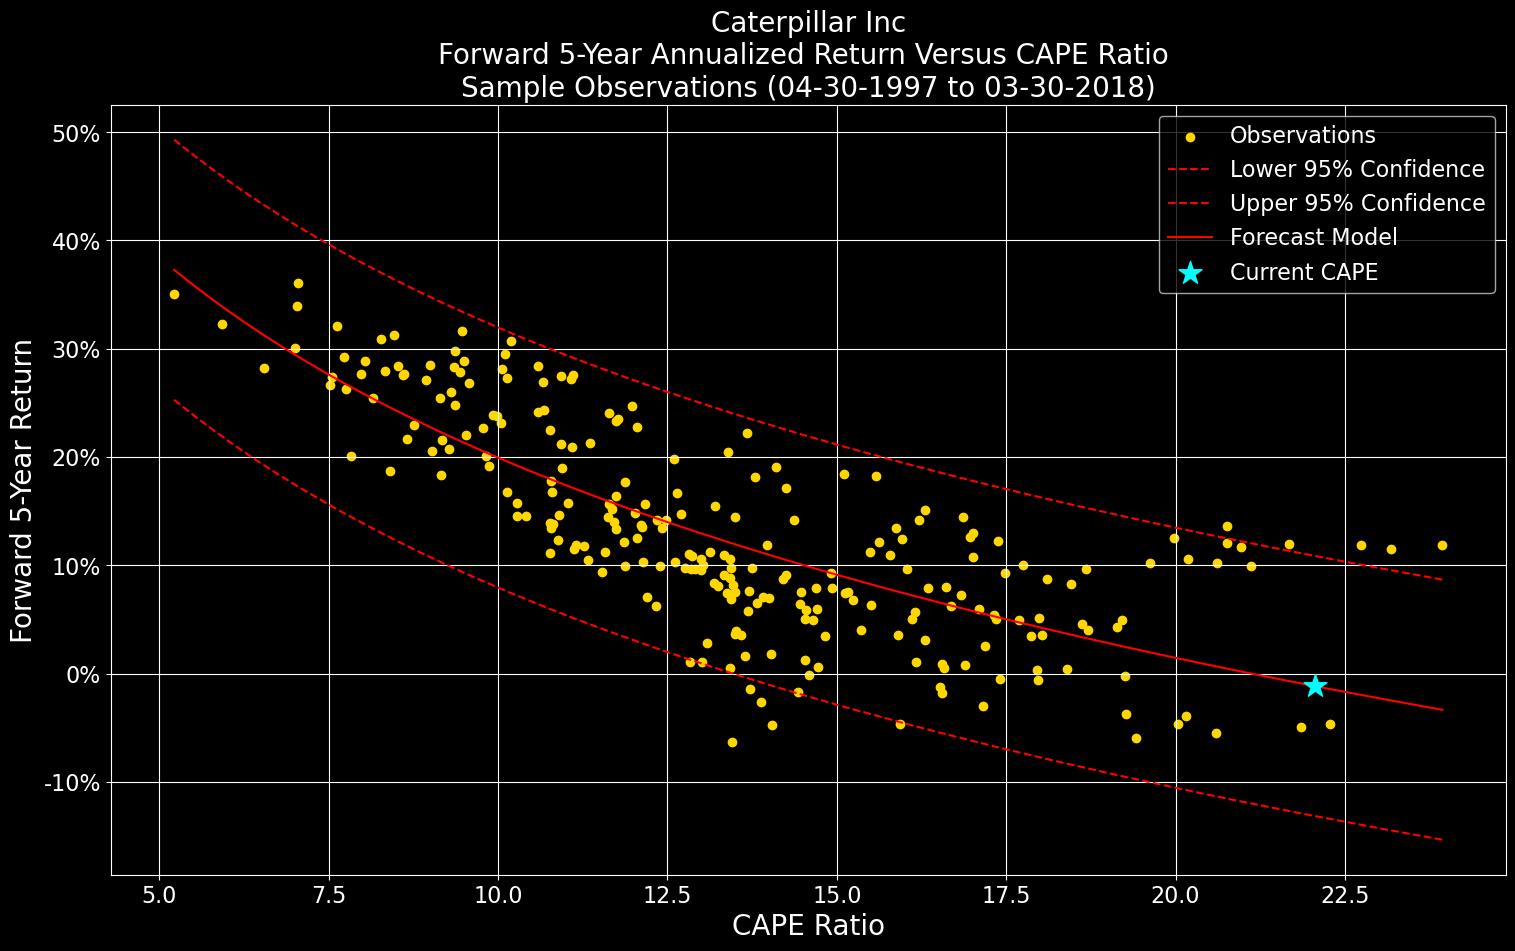 Caterpillar Inc
Forward 5-Year Annualized Return Versus CAPE Ratio
Sample Observations (04-30-1997 to 03-30-2018)
Observations
Lower 95% Confidence
Upper 95% Confidence
Forecast Model
Current CAPE
Forward 5-Year Return
50%
40%
30%
20%
10%
0%
-10%
5.0 7.5 10.0 12.5 15.0 17.5 20.0 22.5
CAPE Ratio